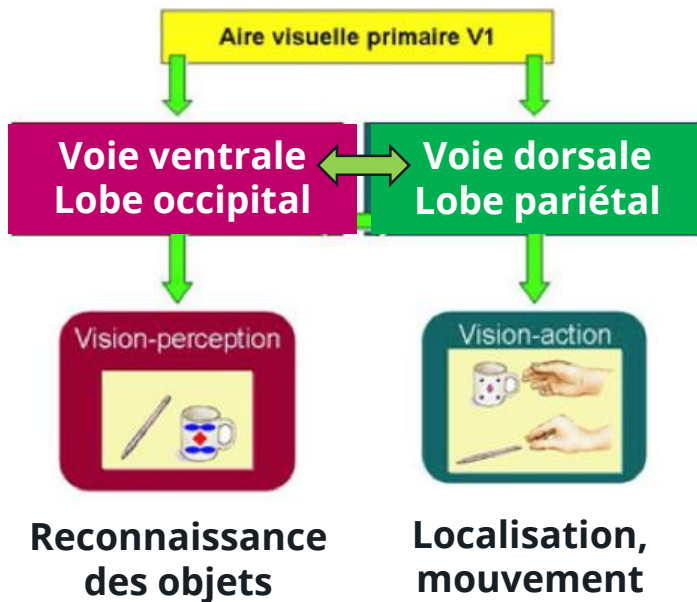 Aire visuelle primaire V1
Voie ventrale
Lobe occipital
Voie dorsale
Lobe pariétal
Vision-perception
Vision-action
Reconnaissance
des objets
Localisation,
mouvement